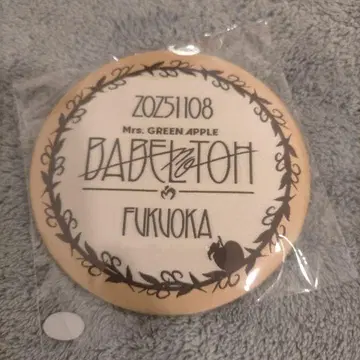 20251108
Mrs. GREEN APPLE
BABEL no TOH
FUKUOKA